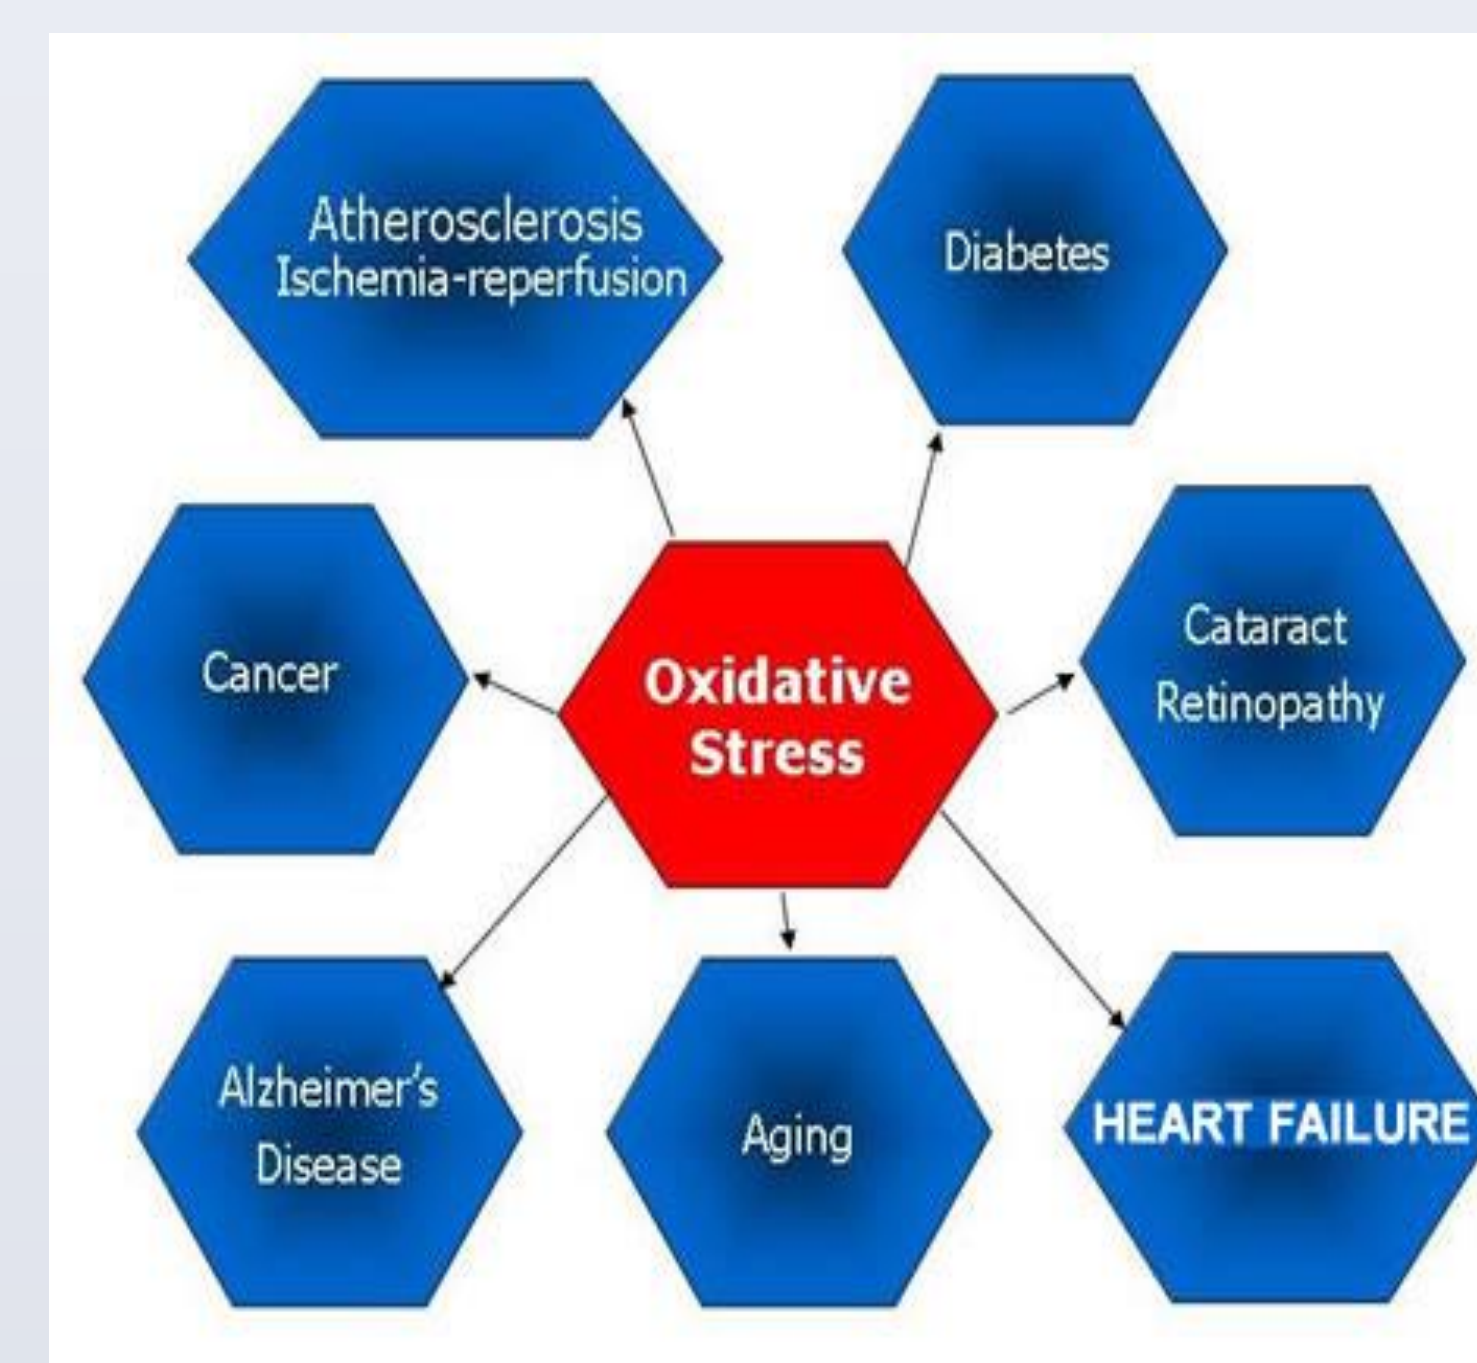 Atherosclerosis
Ischemia-reperfusion
Diabetes
Cancer
Oxidative
Stress
Cataract
Retinopathy
Alzheimer's
Disease
Aging
HEART FAILURE